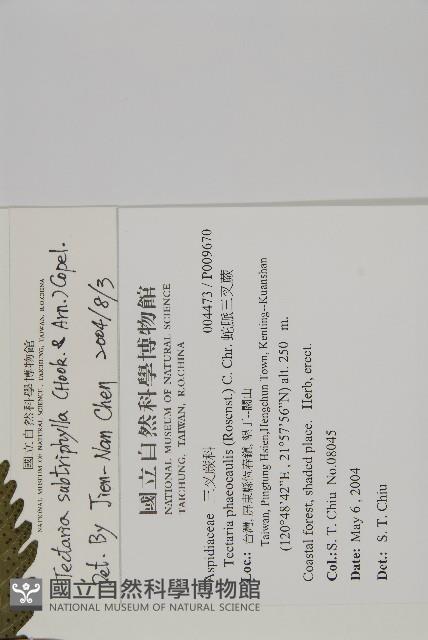 國立自然科學博物館
NATIONAL MUSEUM OF NATURAL SCIENCE, TAICHUNG, TAIWAN, R.O.CHINA
Tectaria subtriphylla (Hook. & Arn.) Copel.
Det. By Jien-Nan Chen 2004/8/3
國立自然科學博物館
NATIONAL MUSEUM OF NATURAL SCIENCE
TAICHUNG, TAIWAN, R.O.CHINA
Aspidiaceae 三叉蕨科 004473 / P009670
Tectaria phaeocaulis (Rosenst.) C. Chr. 蛇脈三叉蕨
Loc.: 台灣, 屏東縣恆春鎮, 墾丁--關山
Taiwan, Pingtung Hsien,Hengchun Town, Kenting--Kuanshan
(120°48'42"E , 21°57'56"N) alt. 250 m.
Coastal forest, shaded place. Herb, erect.
Col.: S. T. Chiu No.08045
Date: May 6 , 2004
Det.: S. T. Chiu
國立自然科學博物館
NATIONAL MUSEUM OF NATURAL SCIENCE